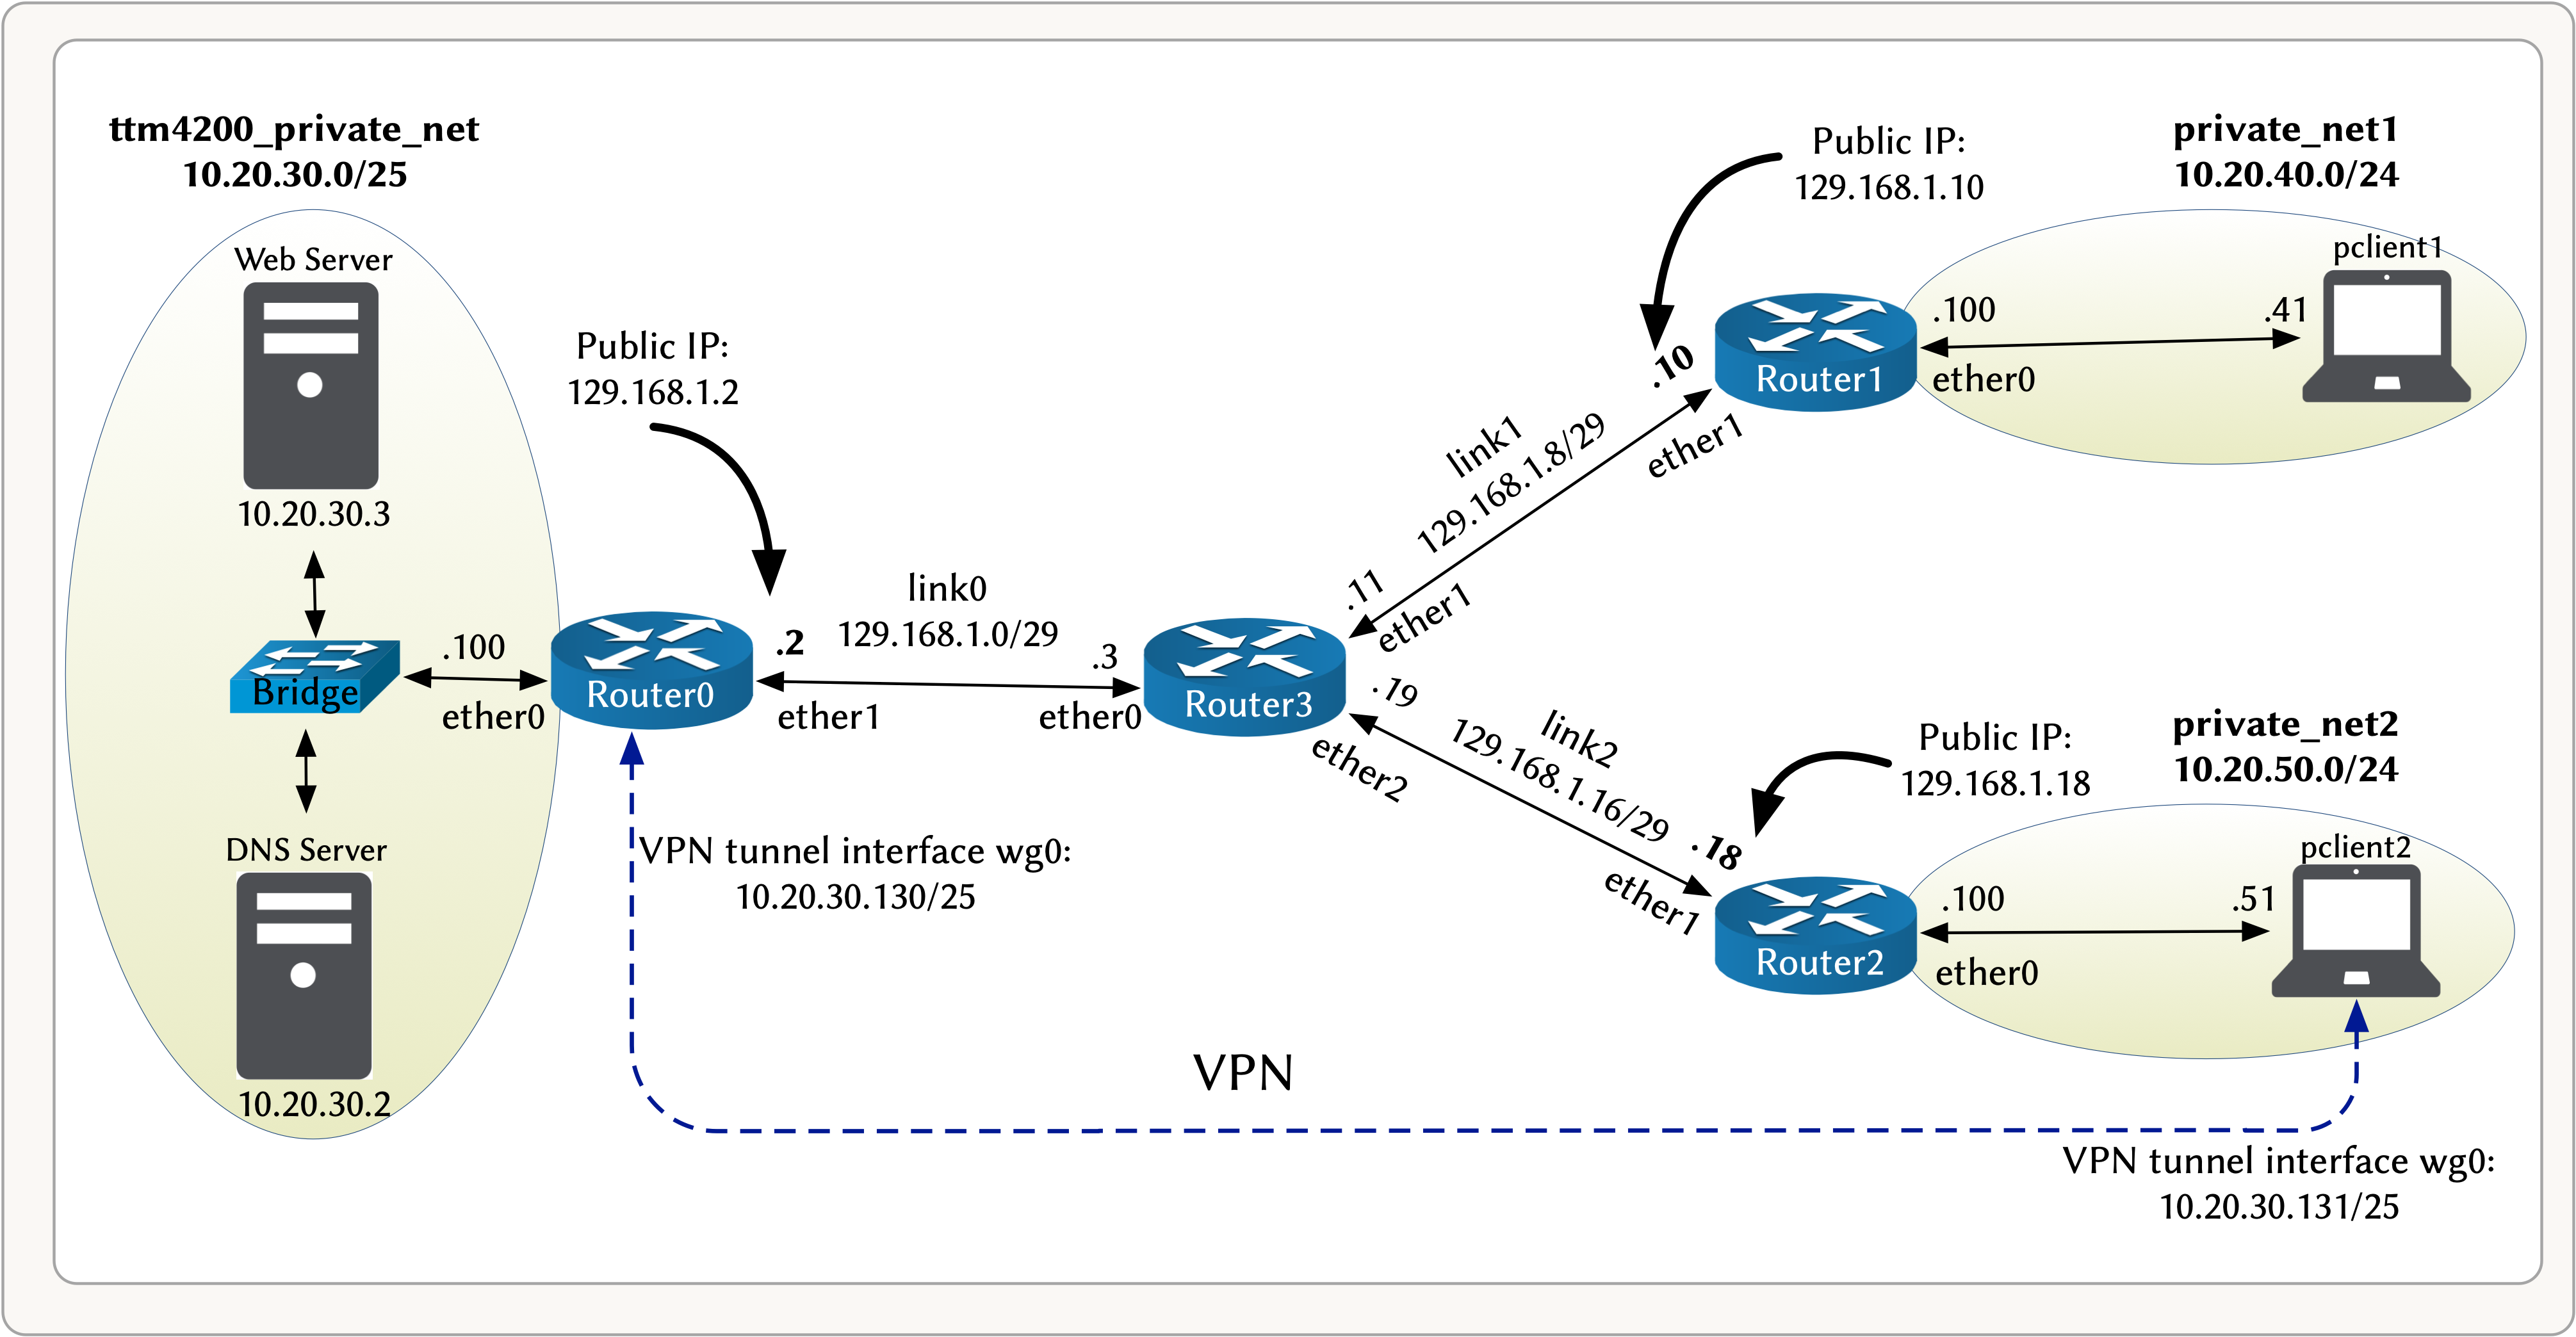 ttm4200_private_net
10.20.30.0/25
Web Server
10.20.30.3
Bridge
DNS Server
10.20.30.2
.100
ether0
Router0
Public IP:
129.168.1.2
.2
ether1
link0
129.168.1.0/29
.3
ether0
Router3
.11
ether1
link1
129.168.1.8/29
.10
ether1
Public IP:
129.168.1.10
Router1
.100
ether0
private_net1
10.20.40.0/24
pclient1
.41
.19
ether2
link2
129.168.1.16/29
.18
ether1
Public IP:
129.168.1.18
Router2
.100
ether0
private_net2
10.20.50.0/24
pclient2
.51
VPN tunnel interface wg0:
10.20.30.130/25
VPN
VPN tunnel interface wg0:
10.20.30.131/25